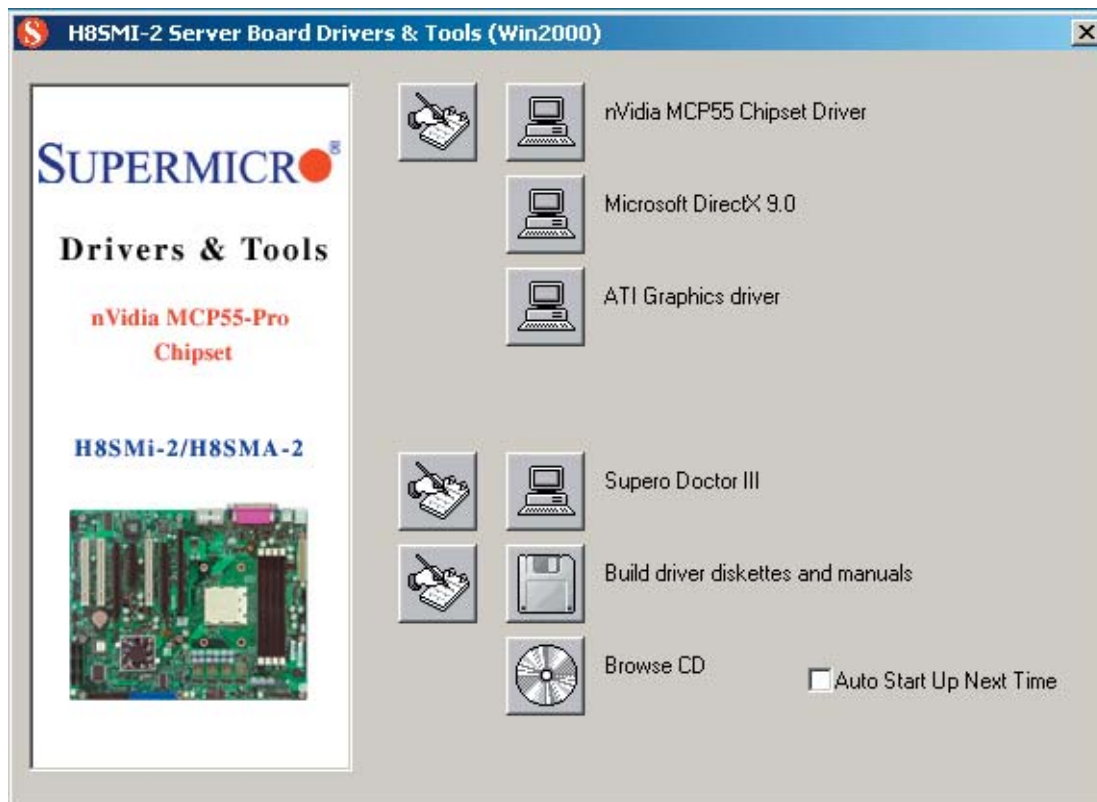 H8SMI-2 Server Board Drivers & Tools (Win2000)
SUPERMICRO®
Drivers & Tools
nVidia MCP55-Pro
Chipset
H8SMi-2/H8SMA-2
nVidia MCP55 Chipset Driver
Microsoft DirectX 9.0
ATI Graphics driver
Supero Doctor III
Build driver diskettes and manuals
Browse CD
Auto Start Up Next Time